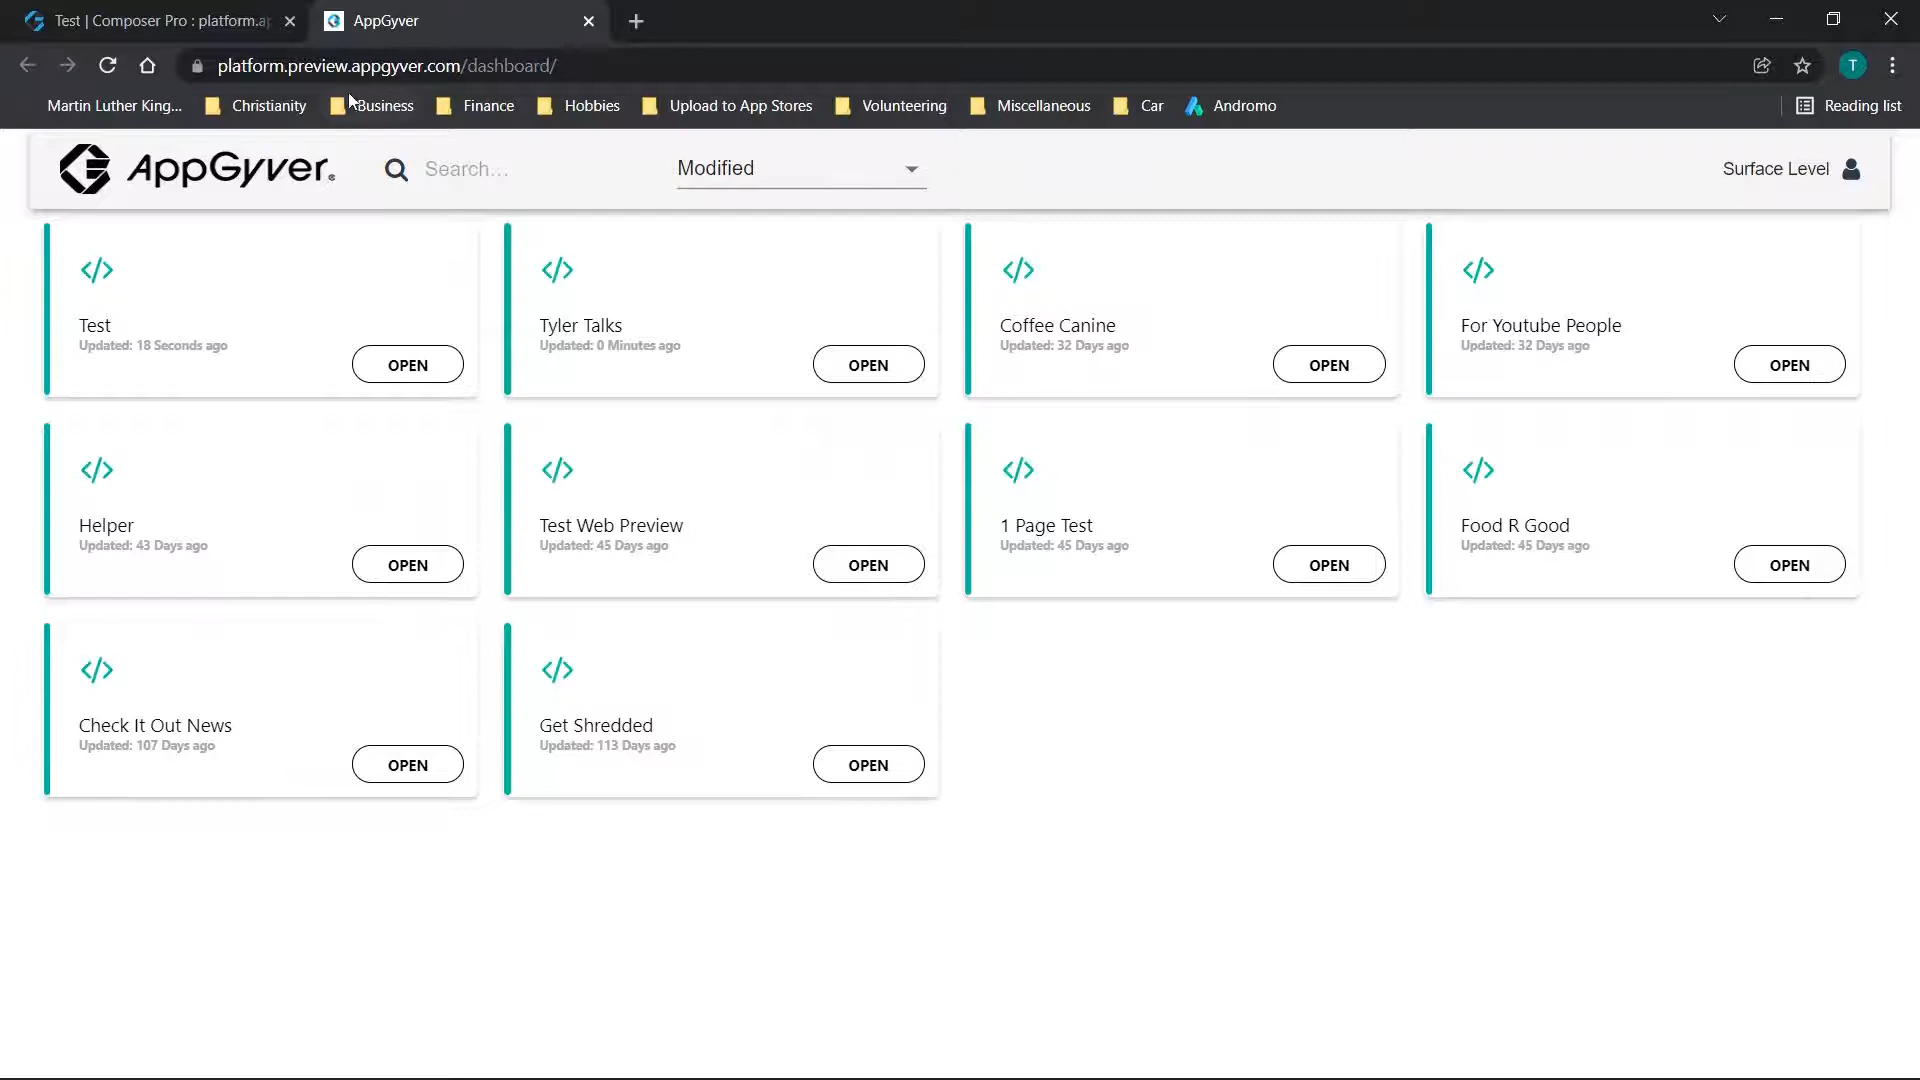 Test | Composer Pro : platform.a
AppGyver
platform.preview.appgyver.com/dashboard/
T
Martin Luther King...
Christianity
Business
Finance
Hobbies
Upload to App Stores
Volunteering
Miscellaneous
Car
Andromo
Reading list
AppGyver®
Search...
Modified
Surface Level
Test
Updated: 18 Seconds ago
OPEN
Tyler Talks
Updated: 0 Minutes ago
OPEN
Coffee Canine
Updated: 32 Days ago
OPEN
For Youtube People
Updated: 32 Days ago
OPEN
Helper
Updated: 43 Days ago
OPEN
Test Web Preview
Updated: 45 Days ago
OPEN
1 Page Test
Updated: 45 Days ago
OPEN
Food R Good
Updated: 45 Days ago
OPEN
Check It Out News
Updated: 107 Days ago
OPEN
Get Shredded
Updated: 113 Days ago
OPEN